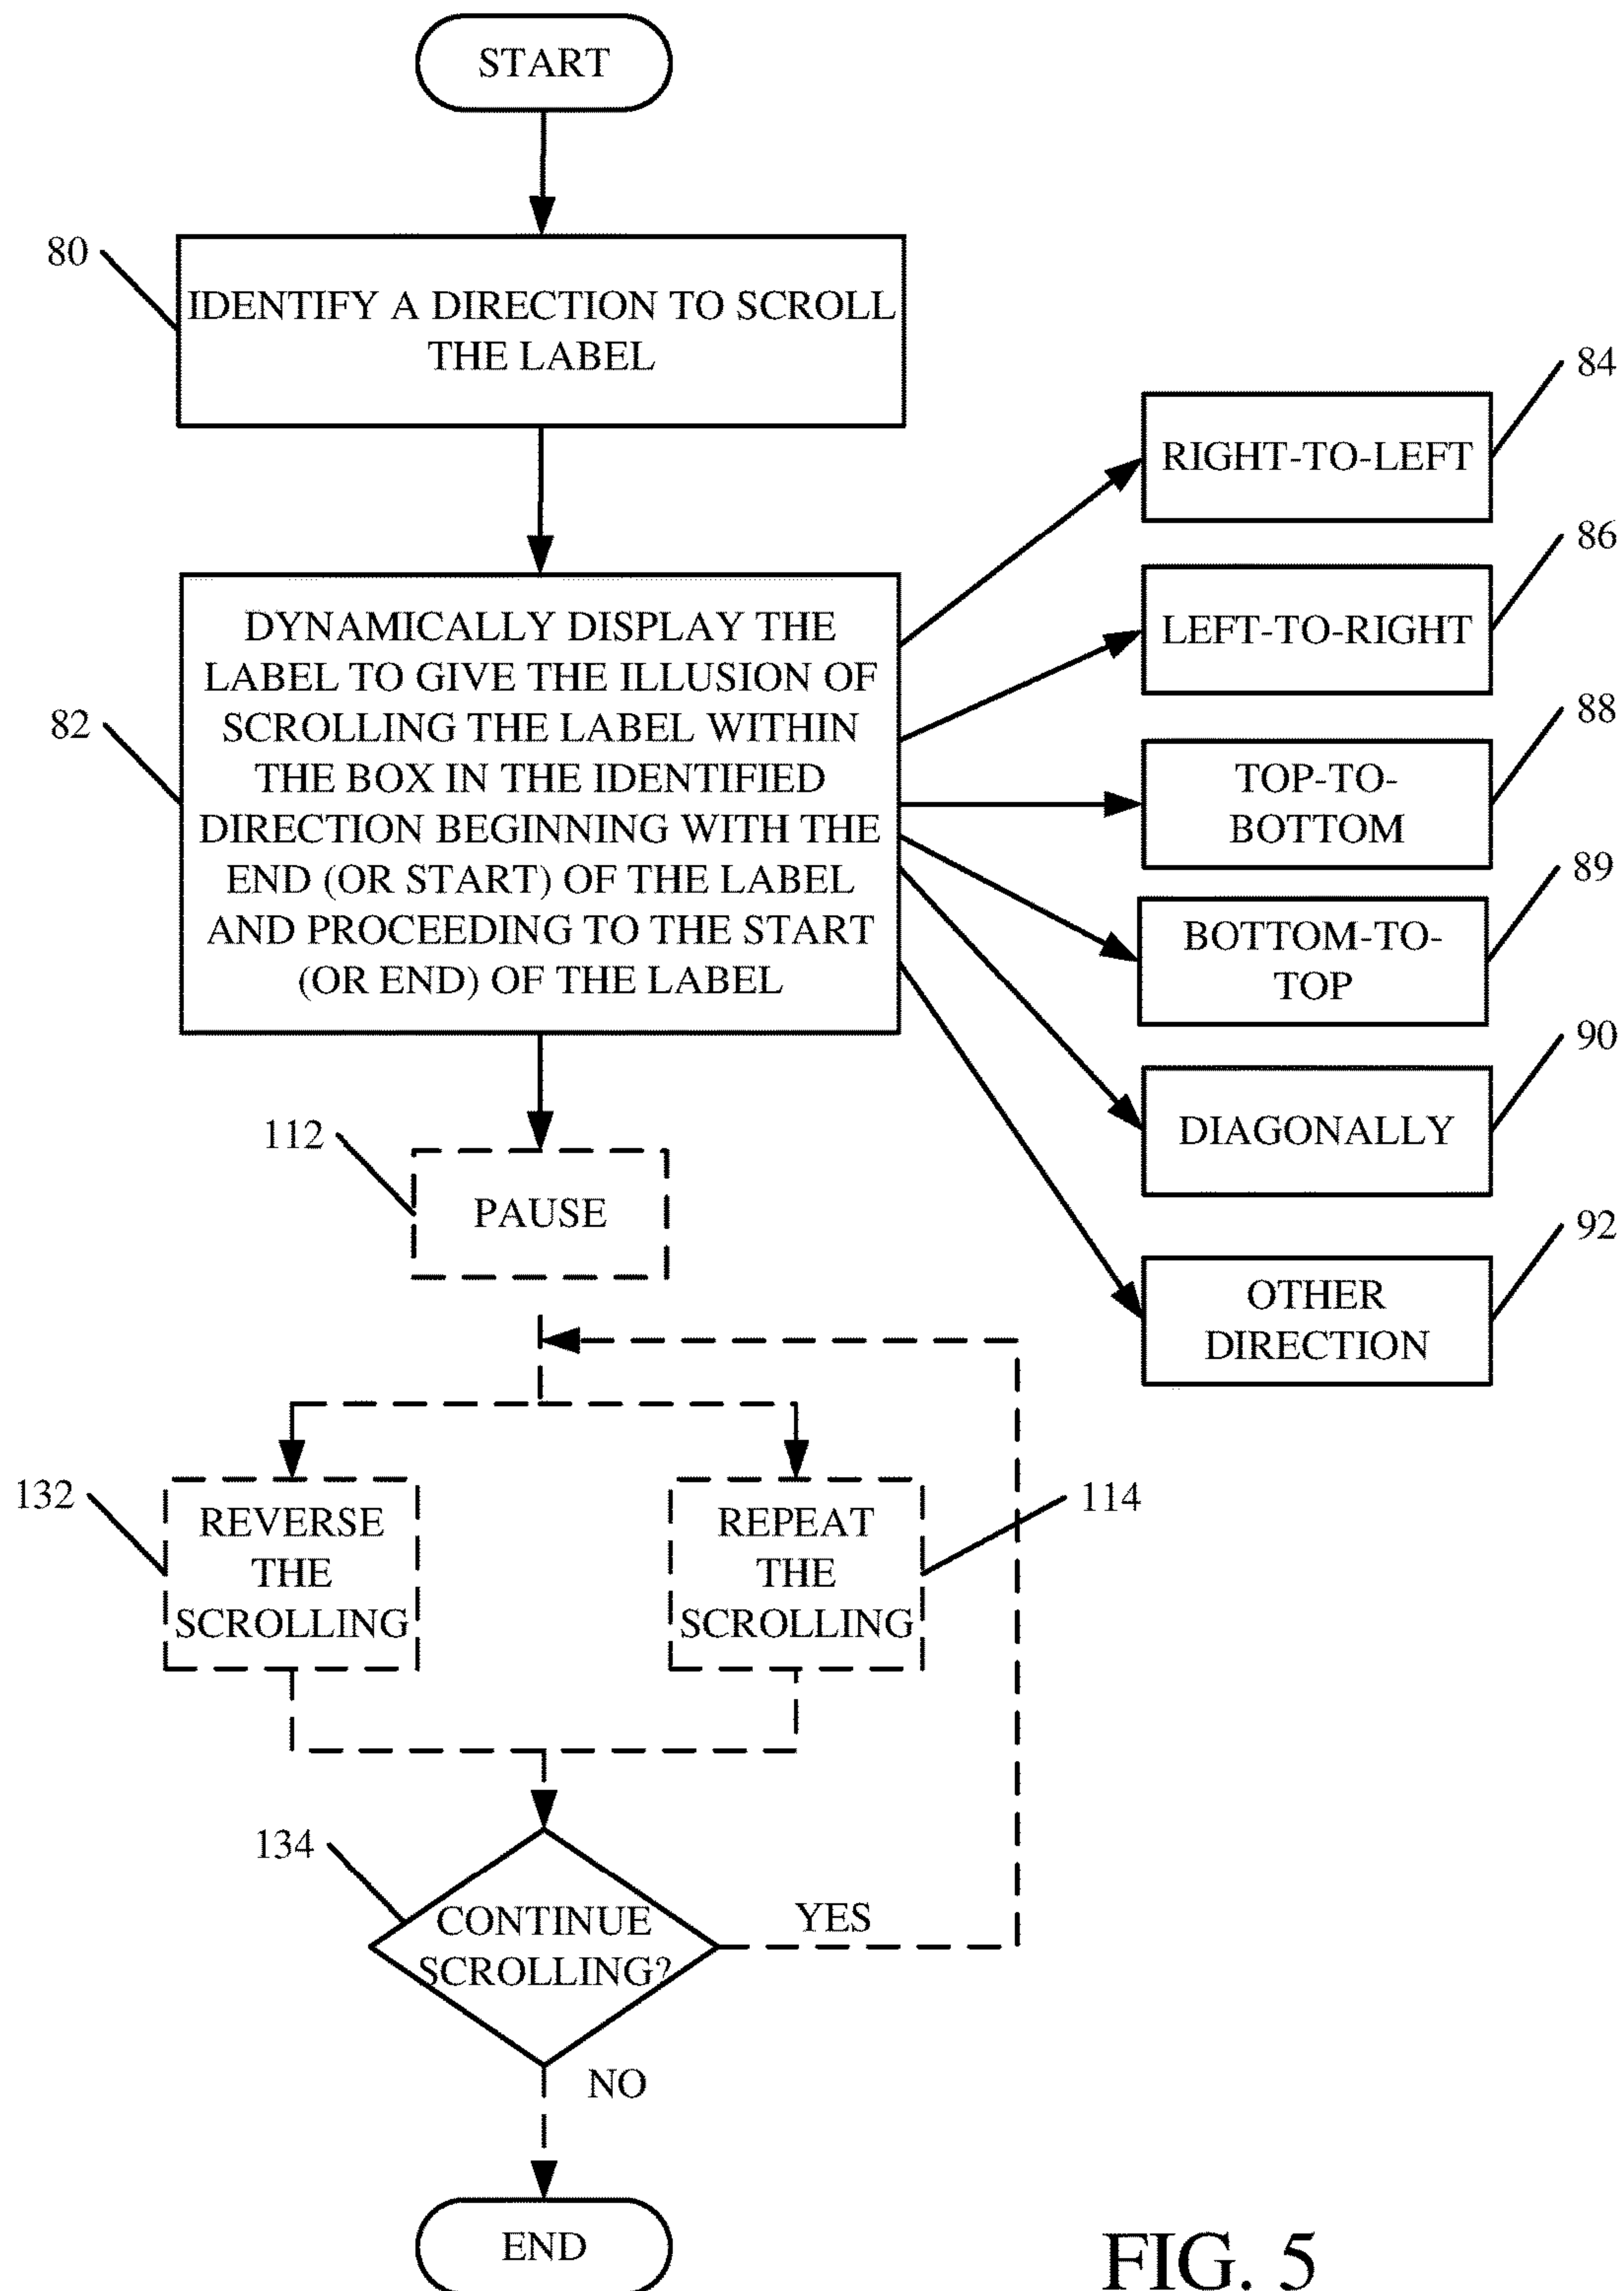 START
80
IDENTIFY A DIRECTION TO SCROLL
THE LABEL
84
RIGHT-TO-LEFT
86
LEFT-TO-RIGHT
82
DYNAMICALLY DISPLAY THE
LABEL TO GIVE THE ILLUSION OF
SCROLLING THE LABEL WITHIN
THE BOX IN THE IDENTIFIED
DIRECTION BEGINNING WITH THE
END (OR START) OF THE LABEL
AND PROCEEDING TO THE START
(OR END) OF THE LABEL
88
TOP-TO-
BOTTOM
89
BOTTOM-TO-
TOP
90
DIAGONALLY
92
OTHER
DIRECTION
112
PAUSE
132
REVERSE
THE
SCROLLING
REPEAT
THE
SCROLLING
114
134
CONTINUE
SCROLLING?
YES
NO
END
FIG. 5